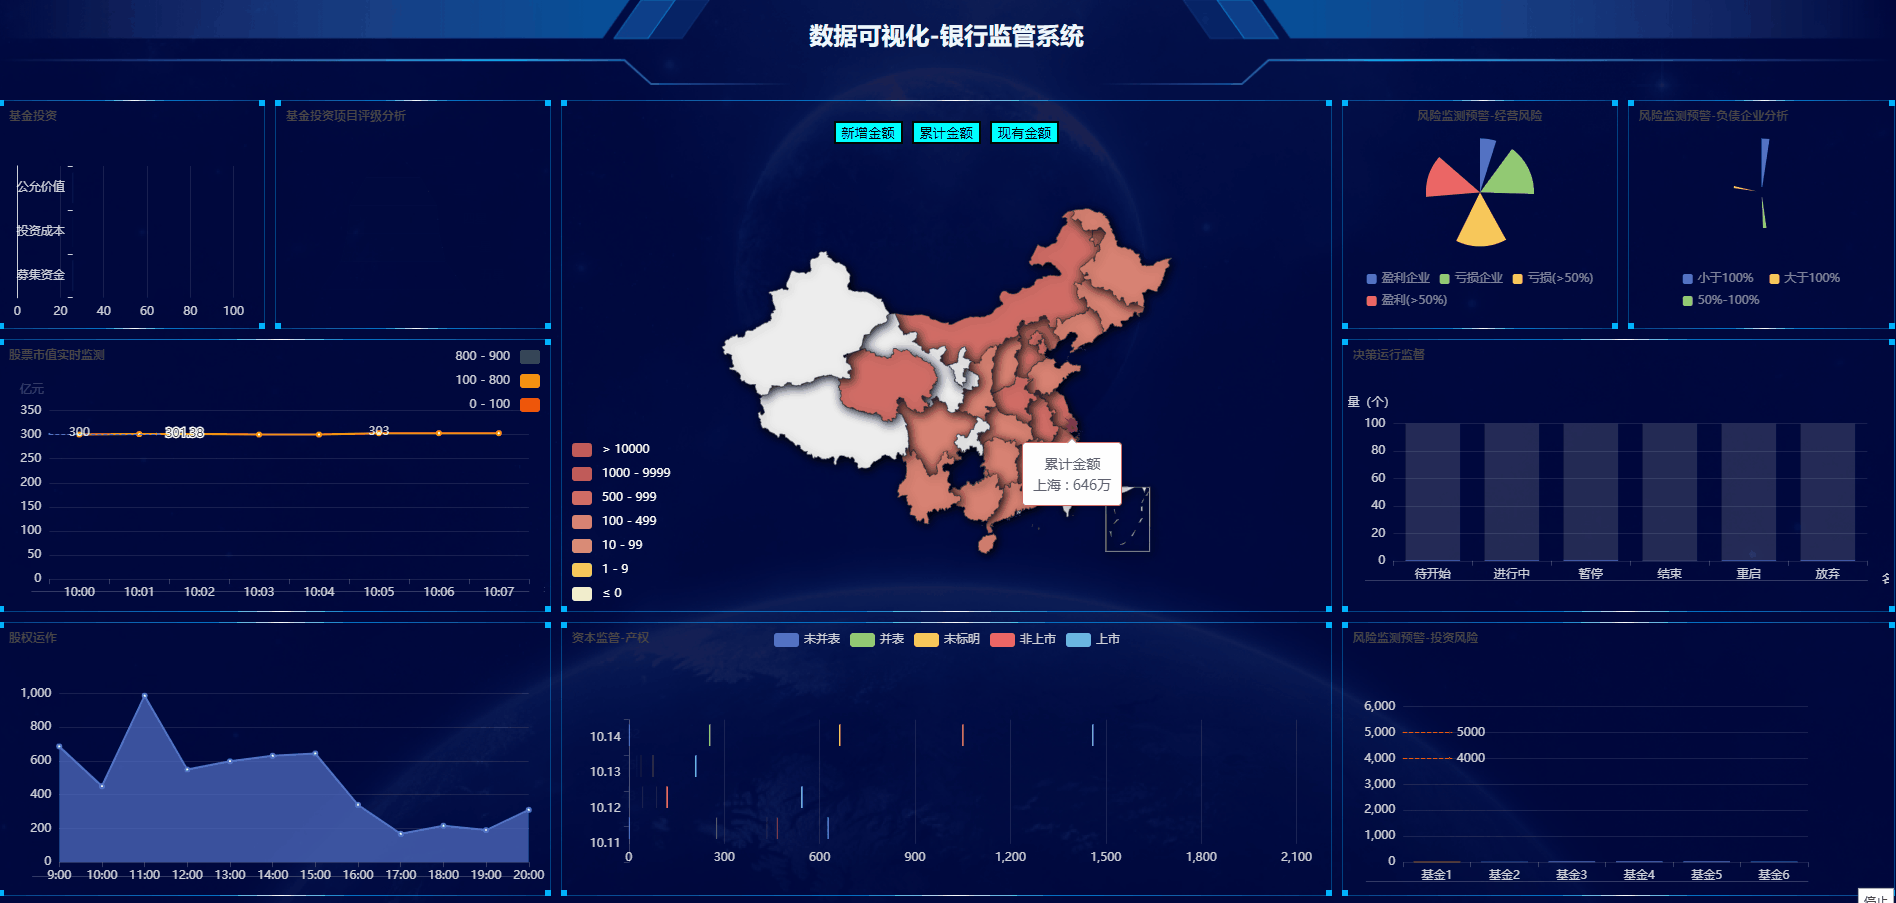 数据可视化-银行监管系统
基金投资
公允价值
投资成本
募集资金
0 20 40 60 80 100
基金投资项目评级分析
股票市值实时监测
800 - 900
100 - 800
0 - 100
亿元
350
300
250
200
150
100
50
0
300 301.38 303
10:00 10:01 10:02 10:03 10:04 10:05 10:06 10:07
股权运作
1,000
800
600
400
200
0
9:00 10:00 11:00 12:00 13:00 14:00 15:00 16:00 17:00 18:00 19:00 20:00
新增金额 累计金额 现有金额
累计金额
上海 : 646万
> 10000
1000 - 9999
500 - 999
100 - 499
10 - 99
1 - 9
≤ 0
资本监管-产权
未并表 并表 未标明 非上市 上市
10.14
10.13
10.12
10.11
0 300 600 900 1,200 1,500 1,800 2,100
风险监测预警-经营风险
盈利企业 亏损企业 亏损(>50%)
盈利(>50%)
风险监测预警-负债企业分析
小于100% 大于100%
50%-100%
决策运行监督
量（个）
100
80
60
40
20
0
待开始 进行中 暂停 结束 重启 放弃
风险监测预警-投资风险
6,000
5,000
4,000
3,000
2,000
1,000
0
5000
4000
基金1 基金2 基金3 基金4 基金5 基金6
停止